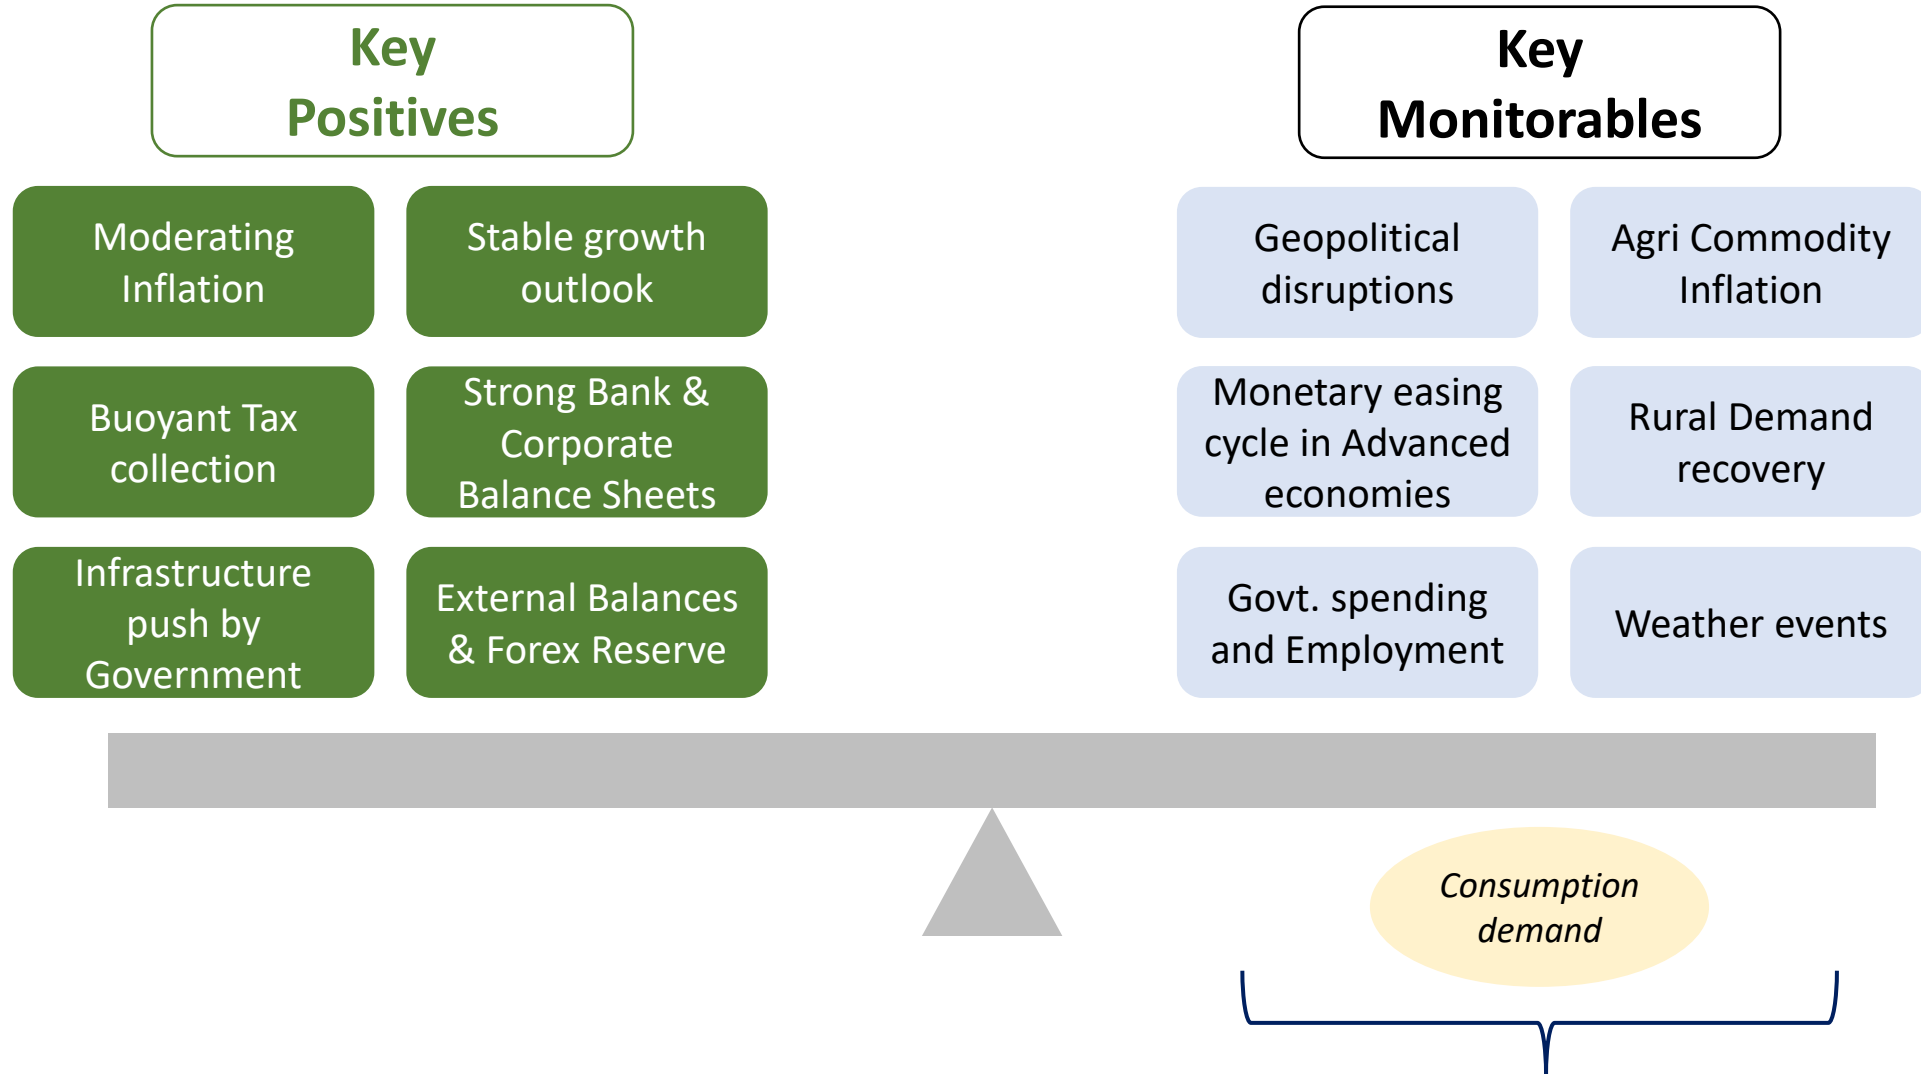 Key
Positives
Moderating
Inflation
Stable growth
outlook
Buoyant Tax
collection
Strong Bank &
Corporate
Balance Sheets
Infrastructure
push by
Government
External Balances
& Forex Reserve
Key
Monitorables
Geopolitical
disruptions
Agri Commodity
Inflation
Monetary easing
cycle in Advanced
economies
Rural Demand
recovery
Govt. spending
and Employment
Weather events
Consumption
demand